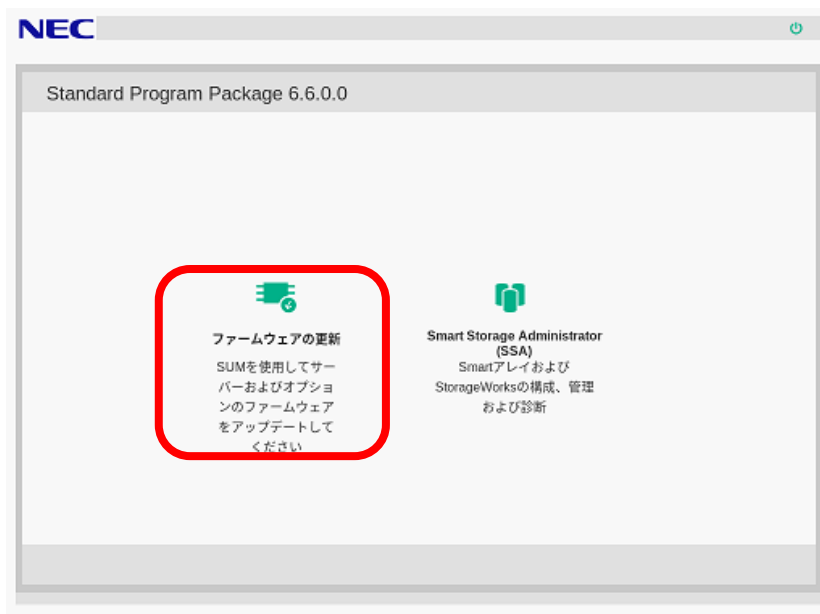 NEC
Standard Program Package 6.6.0.0
ファームウェアの更新
SUMを使用してサー
バーおよびオプショ
ンのファームウェア
をアップデートして
ください
Smart Storage Administrator
(SSA)
Smartアレイおよび
StorageWorksの構成、管理
および診断